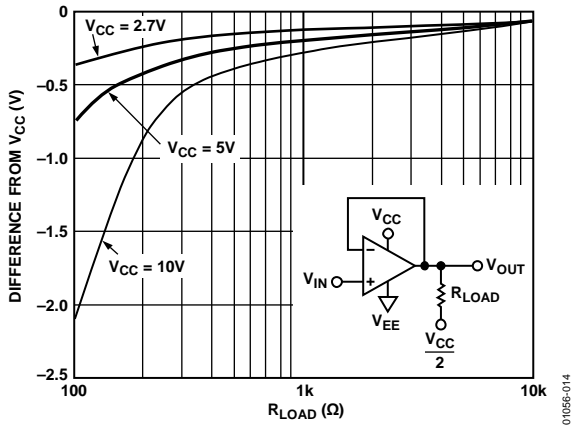 0
–0.5
–1.0
–1.5
–2.0
–2.5
DIFFERENCE FROM VCC (V)
VCC = 2.7V
VCC = 5V
VCC = 10V
VCC
–
+
VIN
VOUT
RLOAD
VEE
VCC
2
100
1k
10k
RLOAD (Ω)
01056-014